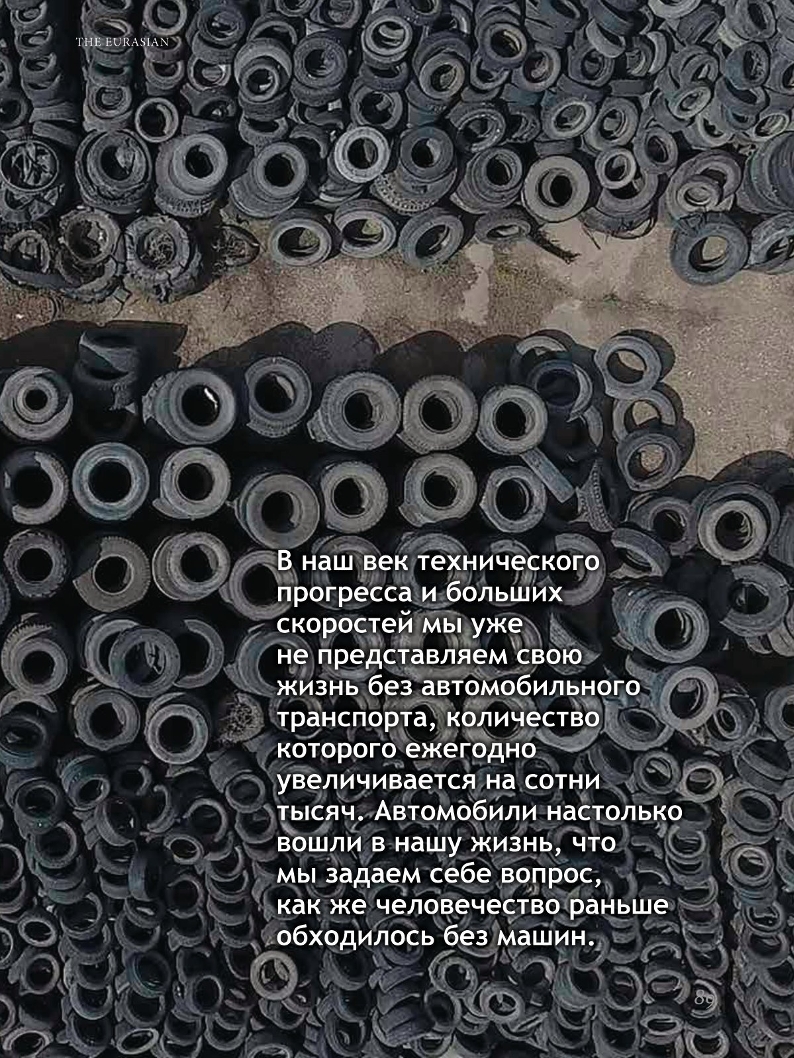 THE EURASIAN
В наш век технического
прогресса и больших
скоростей мы уже
не представляем свою
жизнь без автомобильного
транспорта, количество
которого ежегодно
увеличивается на сотни
тысяч. Автомобили настолько
вошли в нашу жизнь, что
мы задаем себе вопрос,
как же человечество раньше
обходилось без машин.
89